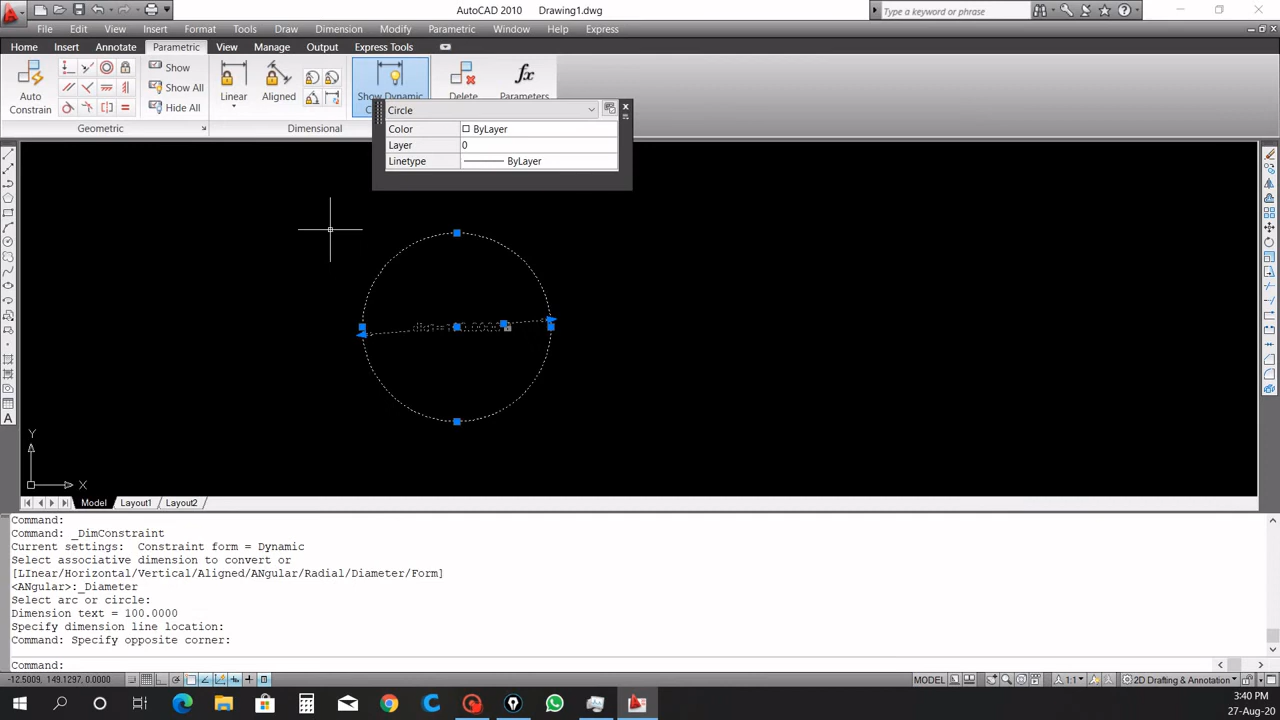 AutoCAD 2010 Drawing1.dwg
Type a keyword or phrase
File Edit View Insert Format Tools Draw Dimension Modify Parametric Window Help Express
Home Insert Annotate Parametric View Manage Output Express Tools
Auto Constrain
Show
Show All
Hide All
Geometric
Linear
Aligned
Dimensional
Show Dynamic
Delete
fx
Parameters
Circle
Color ByLayer
Layer 0
Linetype ByLayer
Y
X
A
Model Layout1 Layout2
Command:
Command: _DimConstraint
Current settings: Constraint form = Dynamic
Select associative dimension to convert or
[LInear/Horizontal/Vertical/Aligned/ANgular/Radial/Diameter/Form]
<ANgular>:_Diameter
Select arc or circle:
Dimension text = 100.0000
Specify dimension line location:
Command: Specify opposite corner:
Command:
-12.5009, 149.1297, 0.0000 MODEL 1:1 2D Drafting & Annotation
3:40 PM
27-Aug-20